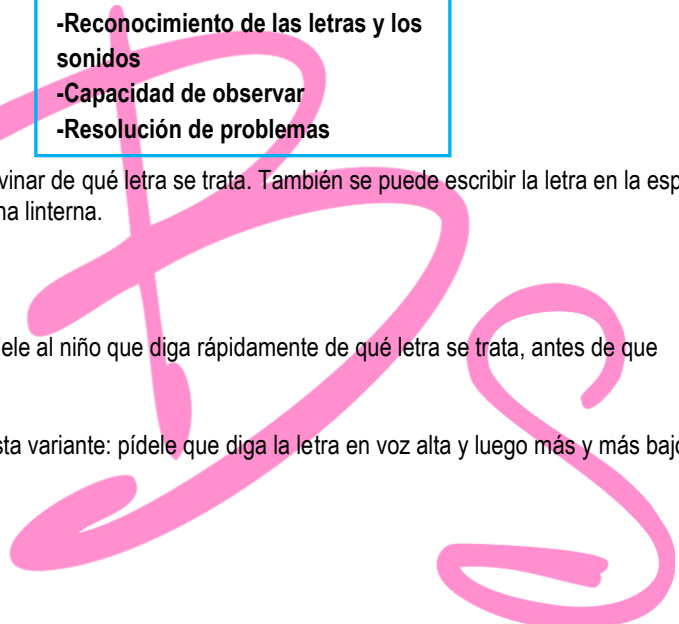 -Reconocimiento de las letras y los
sonidos
-Capacidad de observar
-Resolución de problemas
vinar de qué letra se trata. También se puede escribir la letra en la esp
na linterna.
ele al niño que diga rápidamente de qué letra se trata, antes de que
sta variante: pídele que diga la letra en voz alta y luego más y más bajo
BS